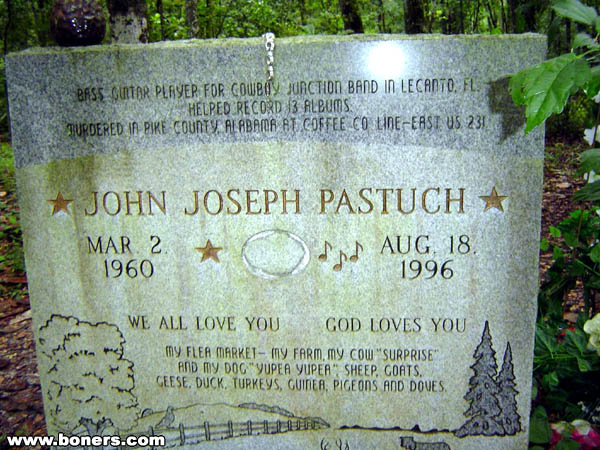 BASS GUITAR PLAYER FOR COWBOY JUNCTION BAND IN LECANTO, FL.
HELPED RECORD 13 ALBUMS.
MURDERED IN PIKE COUNTY, ALABAMA AT COFFEE CO. LINE-EAST US 231.
JOHN JOSEPH PASTUCH
MAR. 2. AUG. 18.
1960 1996
WE ALL LOVE YOU GOD LOVES YOU
MY FLEA MARKET- MY FARM, MY COW "SURPRISE"
AND MY DOG "YUPEA YUPEA", SHEEP, GOATS,
GEESE, DUCK, TURKEYS, GUINEA, PIGEONS AND DOVES.
www.boners.com